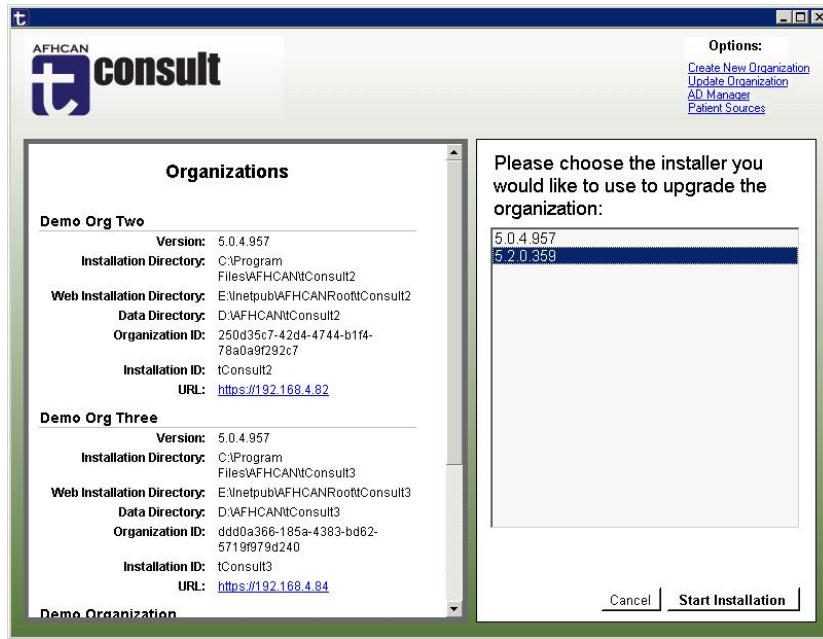 t
AFHCAN
t consult
Options:
Create New Organization
Update Organization
AD Manager
Patient Sources
Organizations
Demo Org Two
Version: 5.0.4.957
Installation Directory: C:\Program
Files\AFHCAN\tConsult2
Web Installation Directory: E:\Inetpub\AFHCANRoot\tConsult2
Data Directory: D:\AFHCAN\tConsult2
Organization ID: 250d35c7-42d4-4744-b1f4-
78a0a9f292c7
Installation ID: tConsult2
URL: https://192.168.4.82
Demo Org Three
Version: 5.0.4.957
Installation Directory: C:\Program
Files\AFHCAN\tConsult3
Web Installation Directory: E:\Inetpub\AFHCANRoot\tConsult3
Data Directory: D:\AFHCAN\tConsult3
Organization ID: ddd0a366-185a-4383-bd62-
5719f979d240
Installation ID: tConsult3
URL: https://192.168.4.84
Demo Organization
Please choose the installer you
would like to use to upgrade the
organization:
5.0.4.957
5.2.0.359
Cancel
Start Installation